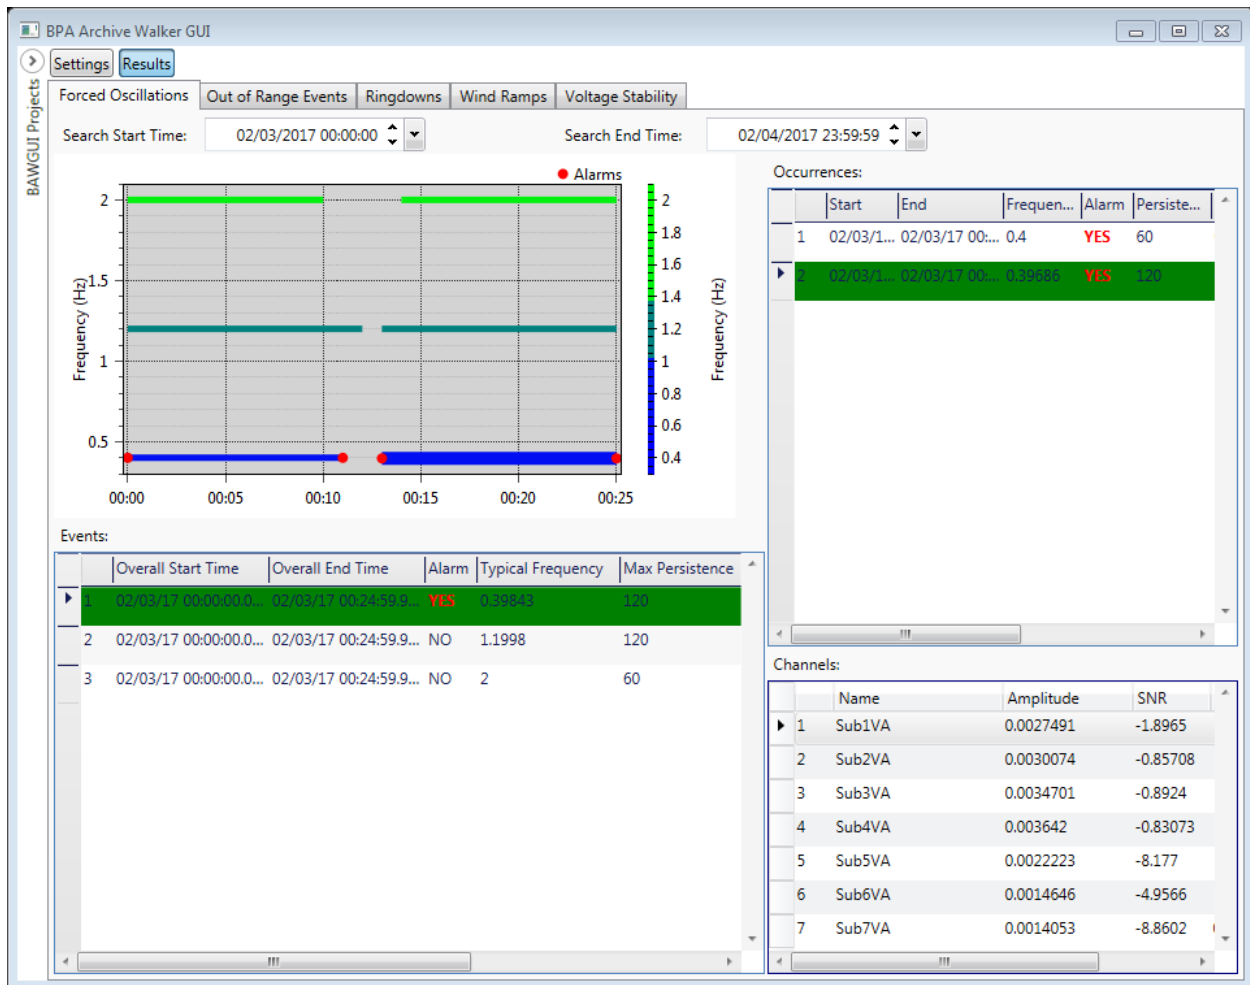 BPA Archive Walker GUI
BAWGUI Projects
Settings Results
Forced Oscillations Out of Range Events Ringdowns Wind Ramps Voltage Stability
Search Start Time: 02/03/2017 00:00:00 Search End Time: 02/04/2017 23:59:59
Alarms
Frequency (Hz)
2
1.5
1
0.5
00:00 00:05 00:10 00:15 00:20 00:25
2
1.8
1.6
1.4
1.2
1
0.8
0.6
0.4
Frequency (Hz)
Occurrences:
Start End Frequen... Alarm Persiste...
1 02/03/1... 02/03/17 00:... 0.4 YES 60
2 02/03/1... 02/03/17 00:... 0.39686 YES 120
Events:
Overall Start Time Overall End Time Alarm Typical Frequency Max Persistence
1 02/03/17 00:00:00.0... 02/03/17 00:24:59.9... YES 0.39843 120
2 02/03/17 00:00:00.0... 02/03/17 00:24:59.9... NO 1.1998 120
3 02/03/17 00:00:00.0... 02/03/17 00:24:59.9... NO 2 60
Channels:
Name Amplitude SNR
1 Sub1VA 0.0027491 -1.8965
2 Sub2VA 0.0030074 -0.85708
3 Sub3VA 0.0034701 -0.8924
4 Sub4VA 0.003642 -0.83073
5 Sub5VA 0.0022223 -8.177
6 Sub6VA 0.0014646 -4.9566
7 Sub7VA 0.0014053 -8.8602